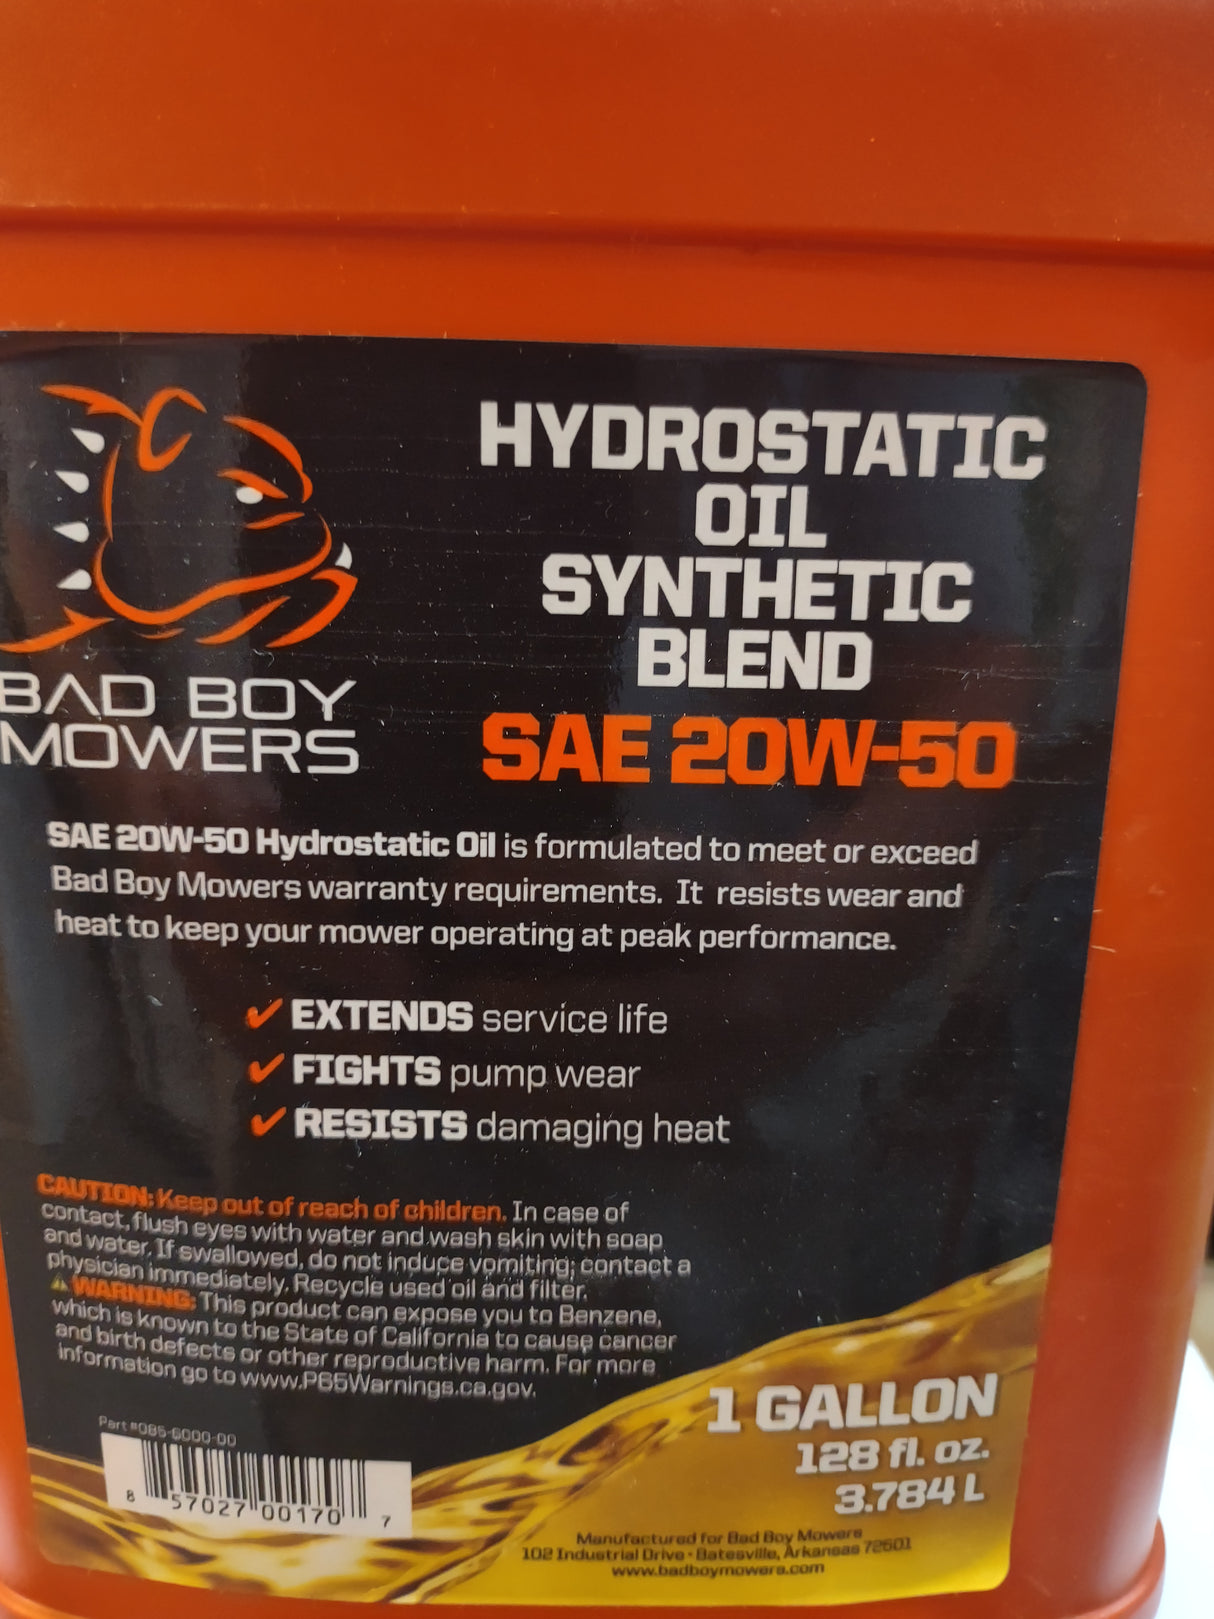 HYDROSTATIC
OIL
SYNTHETIC
BLEND
SAE 20W-50
BAD BOY
MOWERS
SAE 20W-50 Hydrostatic Oil is formulated to meet or exceed
Bad Boy Mowers warranty requirements. It resists wear and
heat to keep your mower operating at peak performance.
✔ EXTENDS service life
✔ FIGHTS pump wear
✔ RESISTS damaging heat
CAUTION: Keep out of reach of children. In case of
contact, flush eyes with water and wash skin with soap
and water. If swallowed, do not induce vomiting; contact a
physician immediately. Recycle used oil and filter.
⚠ WARNING: This product can expose you to Benzene,
which is known to the State of California to cause cancer
and birth defects or other reproductive harm. For more
information go to www.P65Warnings.ca.gov.
Part #085-6000-00
8 57027 00170 7
1 GALLON
128 fl. oz.
3.784 L
Manufactured for Bad Boy Mowers
102 Industrial Drive • Batesville, Arkansas 72501
www.badboymowers.com